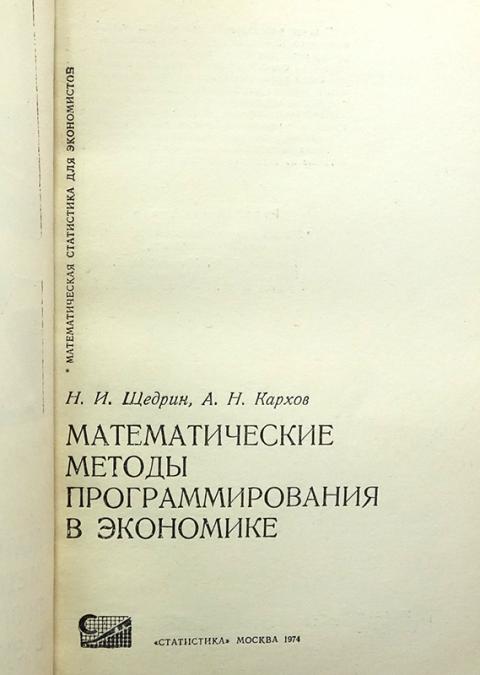 * МАТЕМАТИЧЕСКАЯ СТАТИСТИКА ДЛЯ ЭКОНОМИСТОВ
Н. И. Щедрин, А. Н. Кархов
МАТЕМАТИЧЕСКИЕ
МЕТОДЫ
ПРОГРАММИРОВАНИЯ
В ЭКОНОМИКЕ
«СТАТИСТИКА» МОСКВА 1974